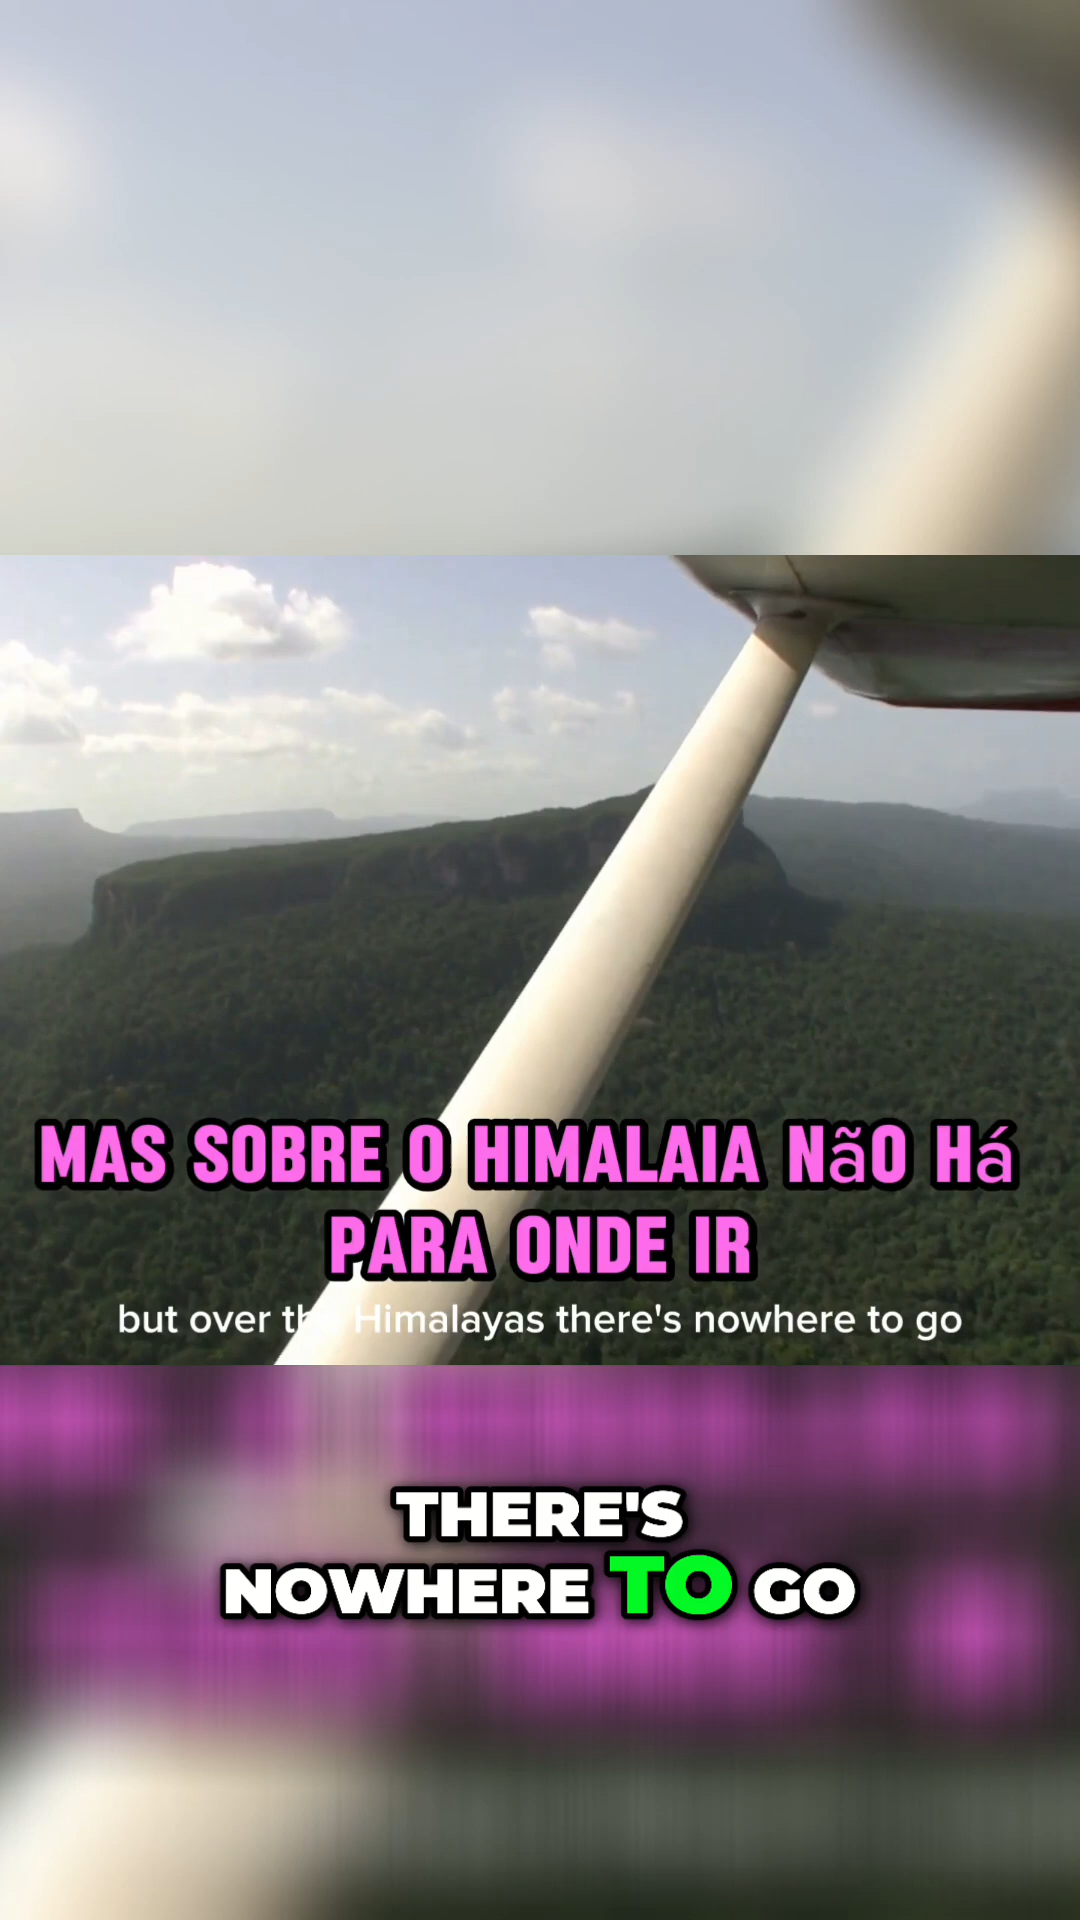 MAS SOBRE O HIMALAIA NãO Há
PARA ONDE IR
but over the Himalayas there's nowhere to go
THERE'S
NOWHERE TO GO